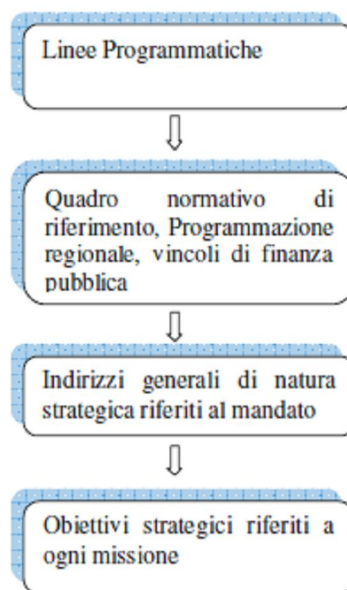 Linee Programmatiche
Quadro normativo di
riferimento, Programmazione
regionale, vincoli di finanza
pubblica
Indirizzi generali di natura
strategica riferiti al mandato
Obiettivi strategici riferiti a
ogni missione